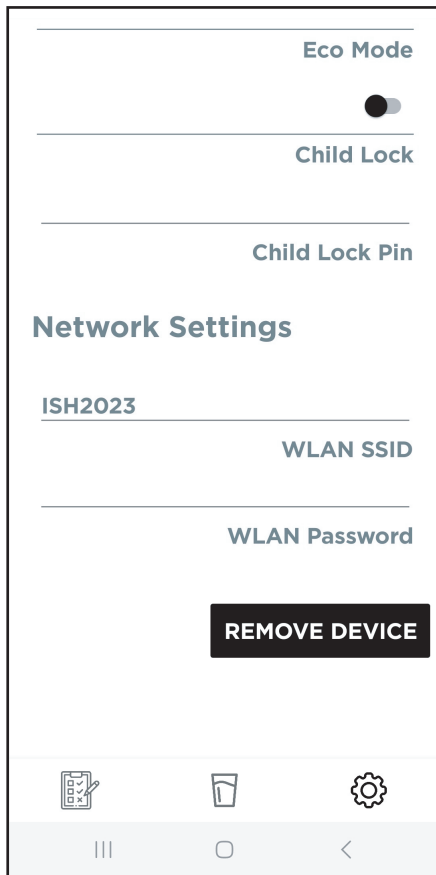 Eco Mode
Child Lock
Child Lock Pin
Network Settings
ISH2023
WLAN SSID
WLAN Password
REMOVE DEVICE